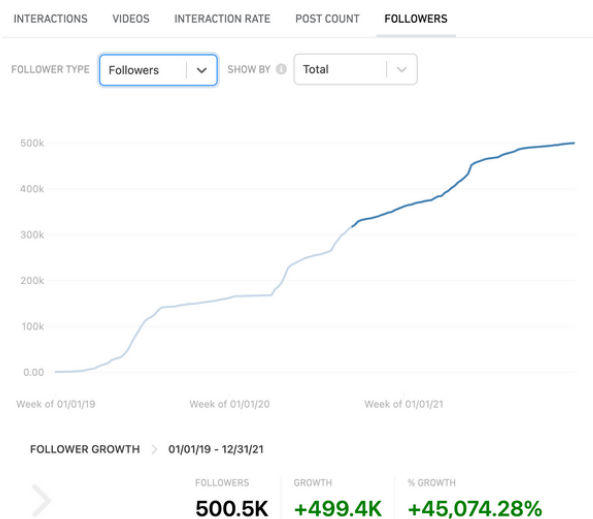 INTERACTIONS VIDEOS INTERACTION RATE POST COUNT FOLLOWERS
FOLLOWER TYPE Followers SHOW BY Total
500k
400k
300k
200k
100k
0.00
Week of 01/01/19 Week of 01/01/20 Week of 01/01/21
FOLLOWER GROWTH > 01/01/19 - 12/31/21
FOLLOWERS GROWTH % GROWTH
500.5K +499.4K +45,074.28%